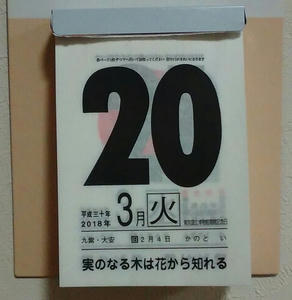 20
平成三十年
2018年
3月
火
九紫・大安
旧2月4日
かのと い
実のなる木は花から知れる